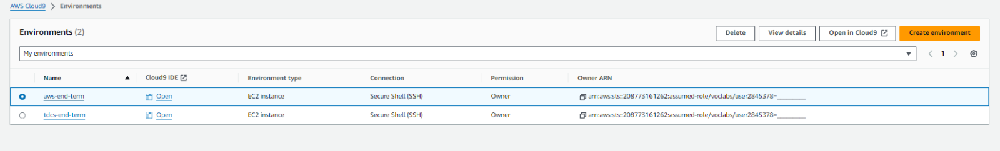 AWS Cloud9 > Environments
Environments (2)
Delete View details Open in Cloud9 Create environment
My environments
< 1 >
Name Cloud9 IDE Environment type Connection Permission Owner ARN
aws-end-term Open EC2 instance Secure Shell (SSH) Owner arn:aws:sts::208773161262:assumed-role/voclabs/user2845378=_________
tdcs-end-term Open EC2 instance Secure Shell (SSH) Owner arn:aws:sts::208773161262:assumed-role/voclabs/user2845378=_________